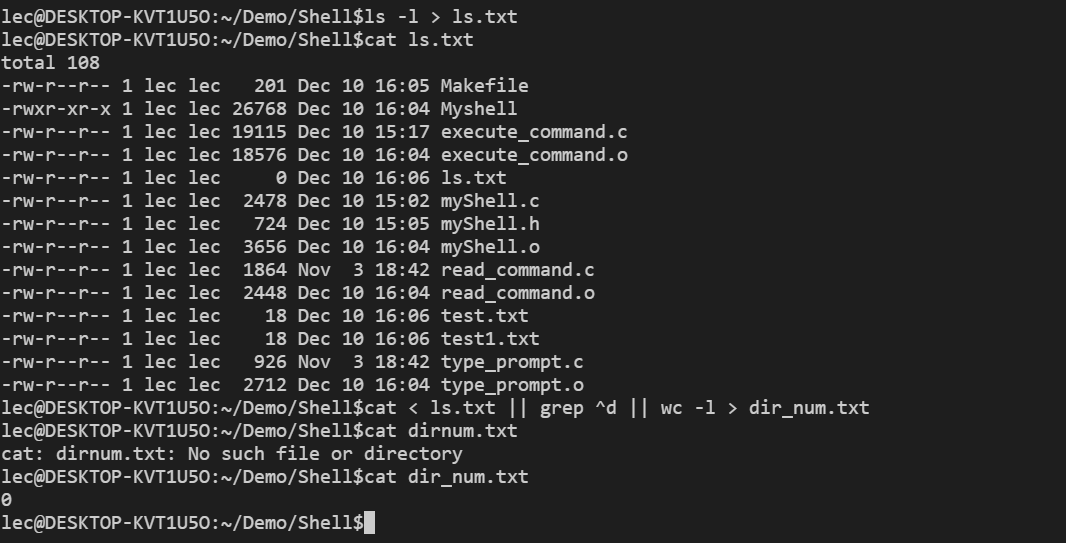 lec@DESKTOP-KVT1U5O:~/Demo/Shell$ls -l > ls.txt
lec@DESKTOP-KVT1U5O:~/Demo/Shell$cat ls.txt
total 108
-rw-r--r-- 1 lec lec   201 Dec 10 16:05 Makefile
-rwxr-xr-x 1 lec lec 26768 Dec 10 16:04 Myshell
-rw-r--r-- 1 lec lec 19115 Dec 10 15:17 execute_command.c
-rw-r--r-- 1 lec lec 18576 Dec 10 16:04 execute_command.o
-rw-r--r-- 1 lec lec     0 Dec 10 16:06 ls.txt
-rw-r--r-- 1 lec lec  2478 Dec 10 15:02 myShell.c
-rw-r--r-- 1 lec lec   724 Dec 10 15:05 myShell.h
-rw-r--r-- 1 lec lec  3656 Dec 10 16:04 myShell.o
-rw-r--r-- 1 lec lec  1864 Nov  3 18:42 read_command.c
-rw-r--r-- 1 lec lec  2448 Dec 10 16:04 read_command.o
-rw-r--r-- 1 lec lec    18 Dec 10 16:06 test.txt
-rw-r--r-- 1 lec lec    18 Dec 10 16:06 test1.txt
-rw-r--r-- 1 lec lec   926 Nov  3 18:42 type_prompt.c
-rw-r--r-- 1 lec lec  2712 Dec 10 16:04 type_prompt.o
lec@DESKTOP-KVT1U5O:~/Demo/Shell$cat < ls.txt || grep ^d || wc -l > dir_num.txt
lec@DESKTOP-KVT1U5O:~/Demo/Shell$cat dirnum.txt
cat: dirnum.txt: No such file or directory
lec@DESKTOP-KVT1U5O:~/Demo/Shell$cat dir_num.txt
0
lec@DESKTOP-KVT1U5O:~/Demo/Shell$